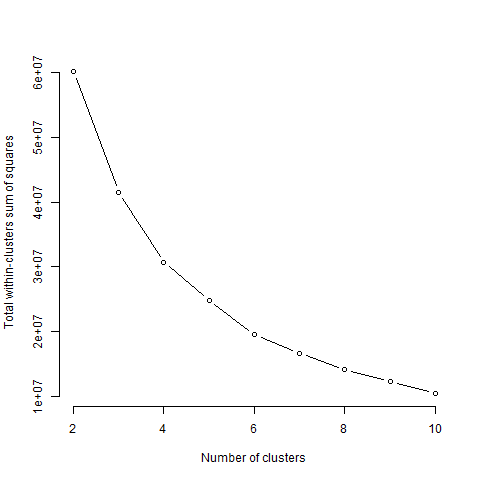 Total within-clusters sum of squares
6e+07
5e+07
4e+07
3e+07
2e+07
1e+07
2 4 6 8 10
Number of clusters